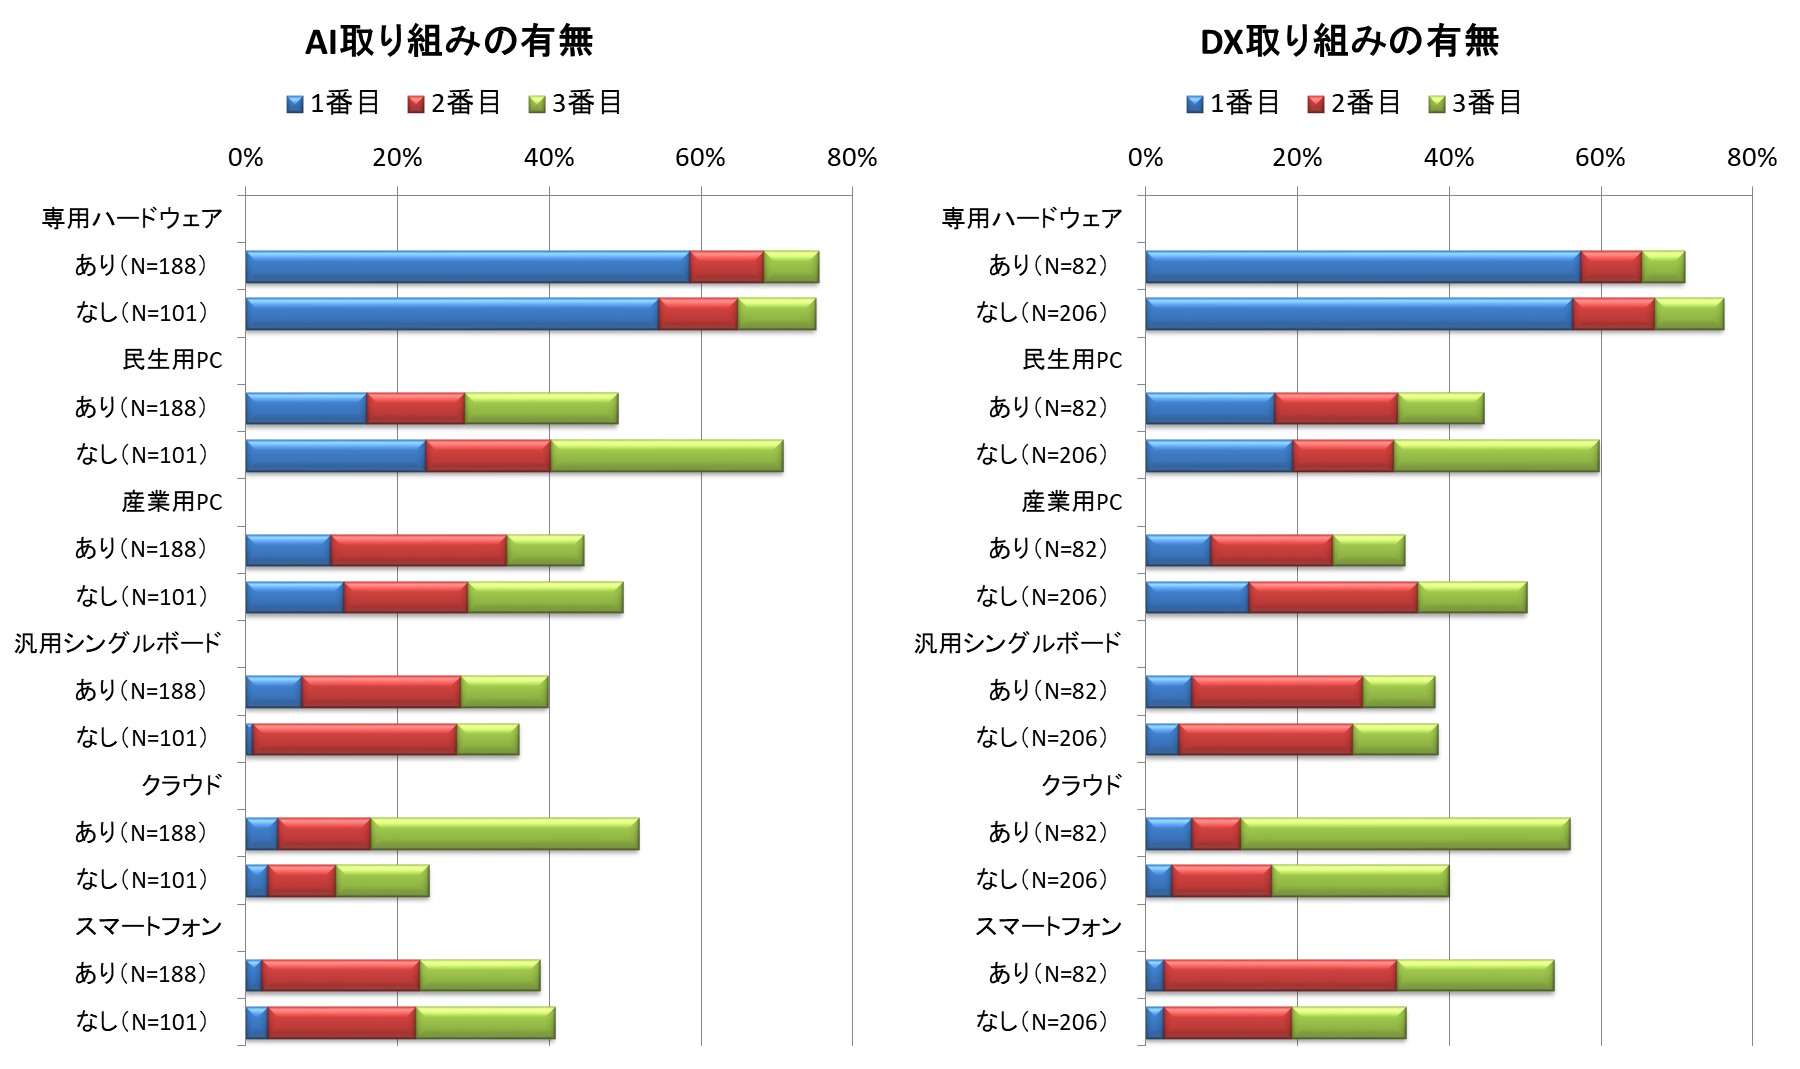 AI取り組みの有無
1番目 2番目 3番目
0% 20% 40% 60% 80%
専用ハードウェア
あり（N=188）
なし（N=101）
民生用PC
あり（N=188）
なし（N=101）
産業用PC
あり（N=188）
なし（N=101）
汎用シングルボード
あり（N=188）
なし（N=101）
クラウド
あり（N=188）
なし（N=101）
スマートフォン
あり（N=188）
なし（N=101）
DX取り組みの有無
1番目 2番目 3番目
0% 20% 40% 60% 80%
専用ハードウェア
あり（N=82）
なし（N=206）
民生用PC
あり（N=82）
なし（N=206）
産業用PC
あり（N=82）
なし（N=206）
汎用シングルボード
あり（N=82）
なし（N=206）
クラウド
あり（N=82）
なし（N=206）
スマートフォン
あり（N=82）
なし（N=206）